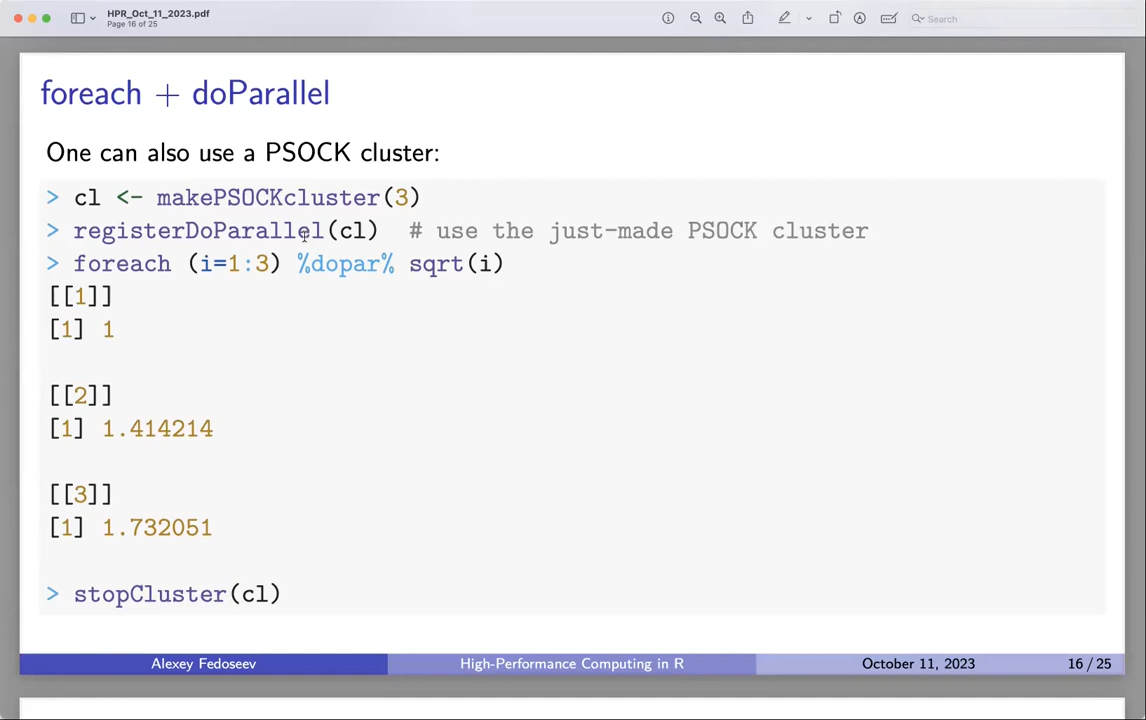 HPR_Oct_11_2023.pdf
Page 16 of 25
Search
foreach + doParallel
One can also use a PSOCK cluster:
> cl <- makePSOCKcluster(3)
> registerDoParallel(cl)  # use the just-made PSOCK cluster
> foreach (i=1:3) %dopar% sqrt(i)
[[1]]
[1] 1
[[2]]
[1] 1.414214
[[3]]
[1] 1.732051
> stopCluster(cl)
Alexey Fedoseev High-Performance Computing in R October 11, 2023 16 / 25